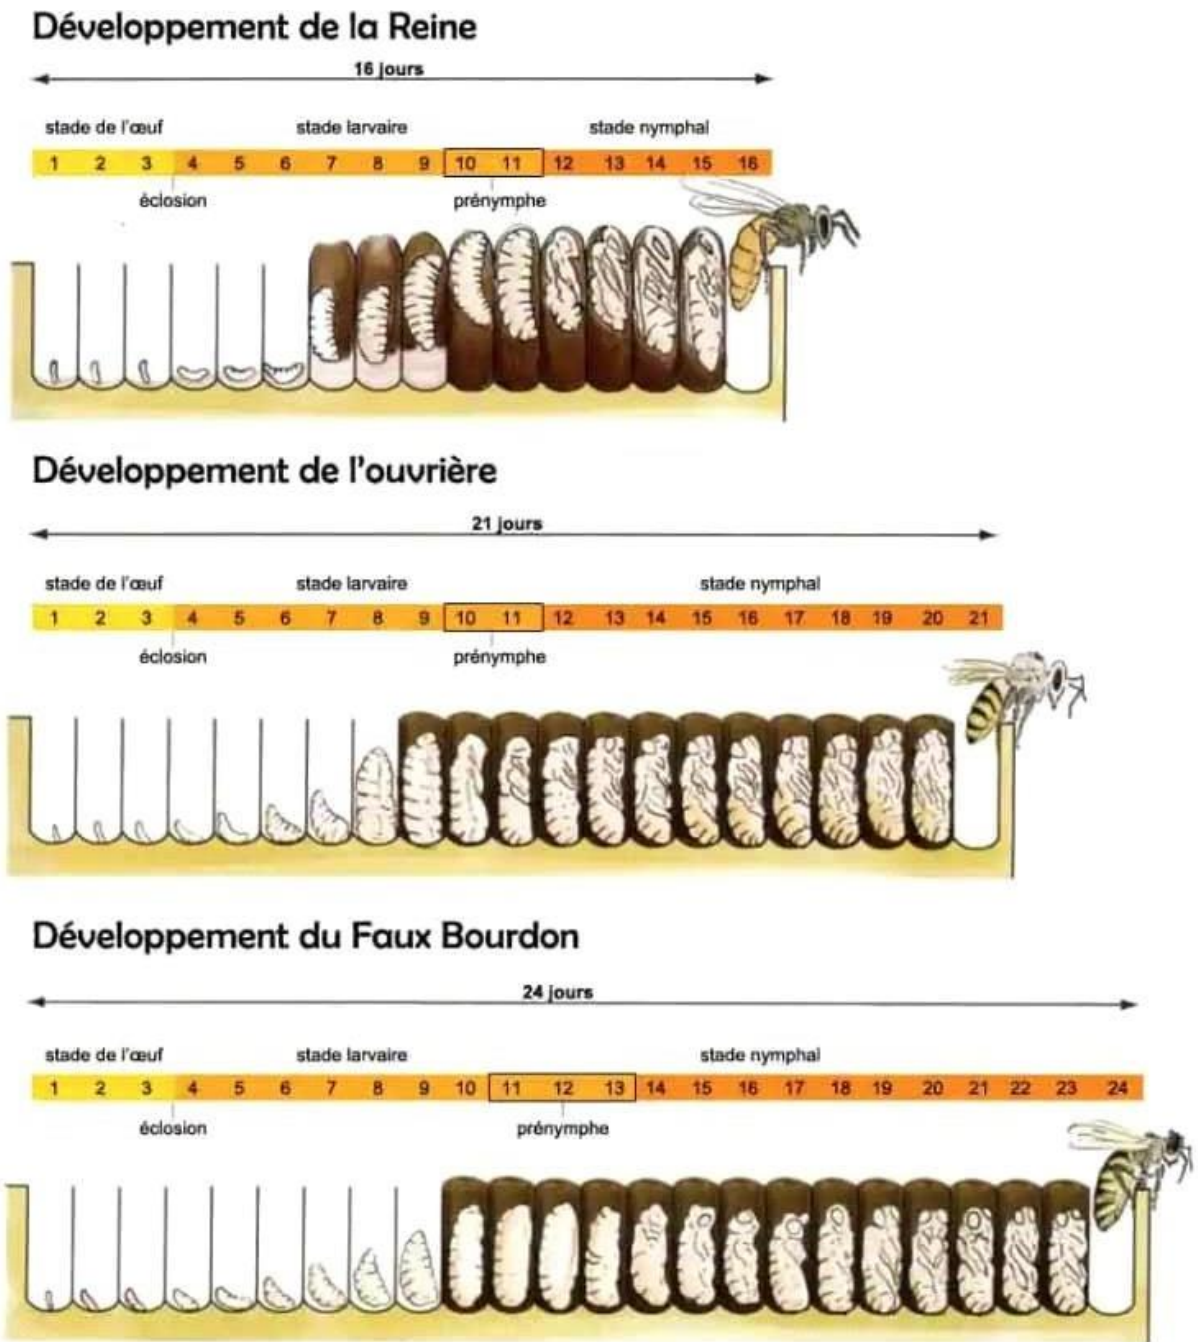 Développement de la Reine
16 jours
stade de l'œuf stade larvaire stade nymphal
1 2 3 4 5 6 7 8 9 10 11 12 13 14 15 16
éclosion prénymphe
Développement de l'ouvrière
21 jours
stade de l'œuf stade larvaire stade nymphal
1 2 3 4 5 6 7 8 9 10 11 12 13 14 15 16 17 18 19 20 21
éclosion prénymphe
Développement du Faux Bourdon
24 jours
stade de l'œuf stade larvaire stade nymphal
1 2 3 4 5 6 7 8 9 10 11 12 13 14 15 16 17 18 19 20 21 22 23 24
éclosion prénymphe